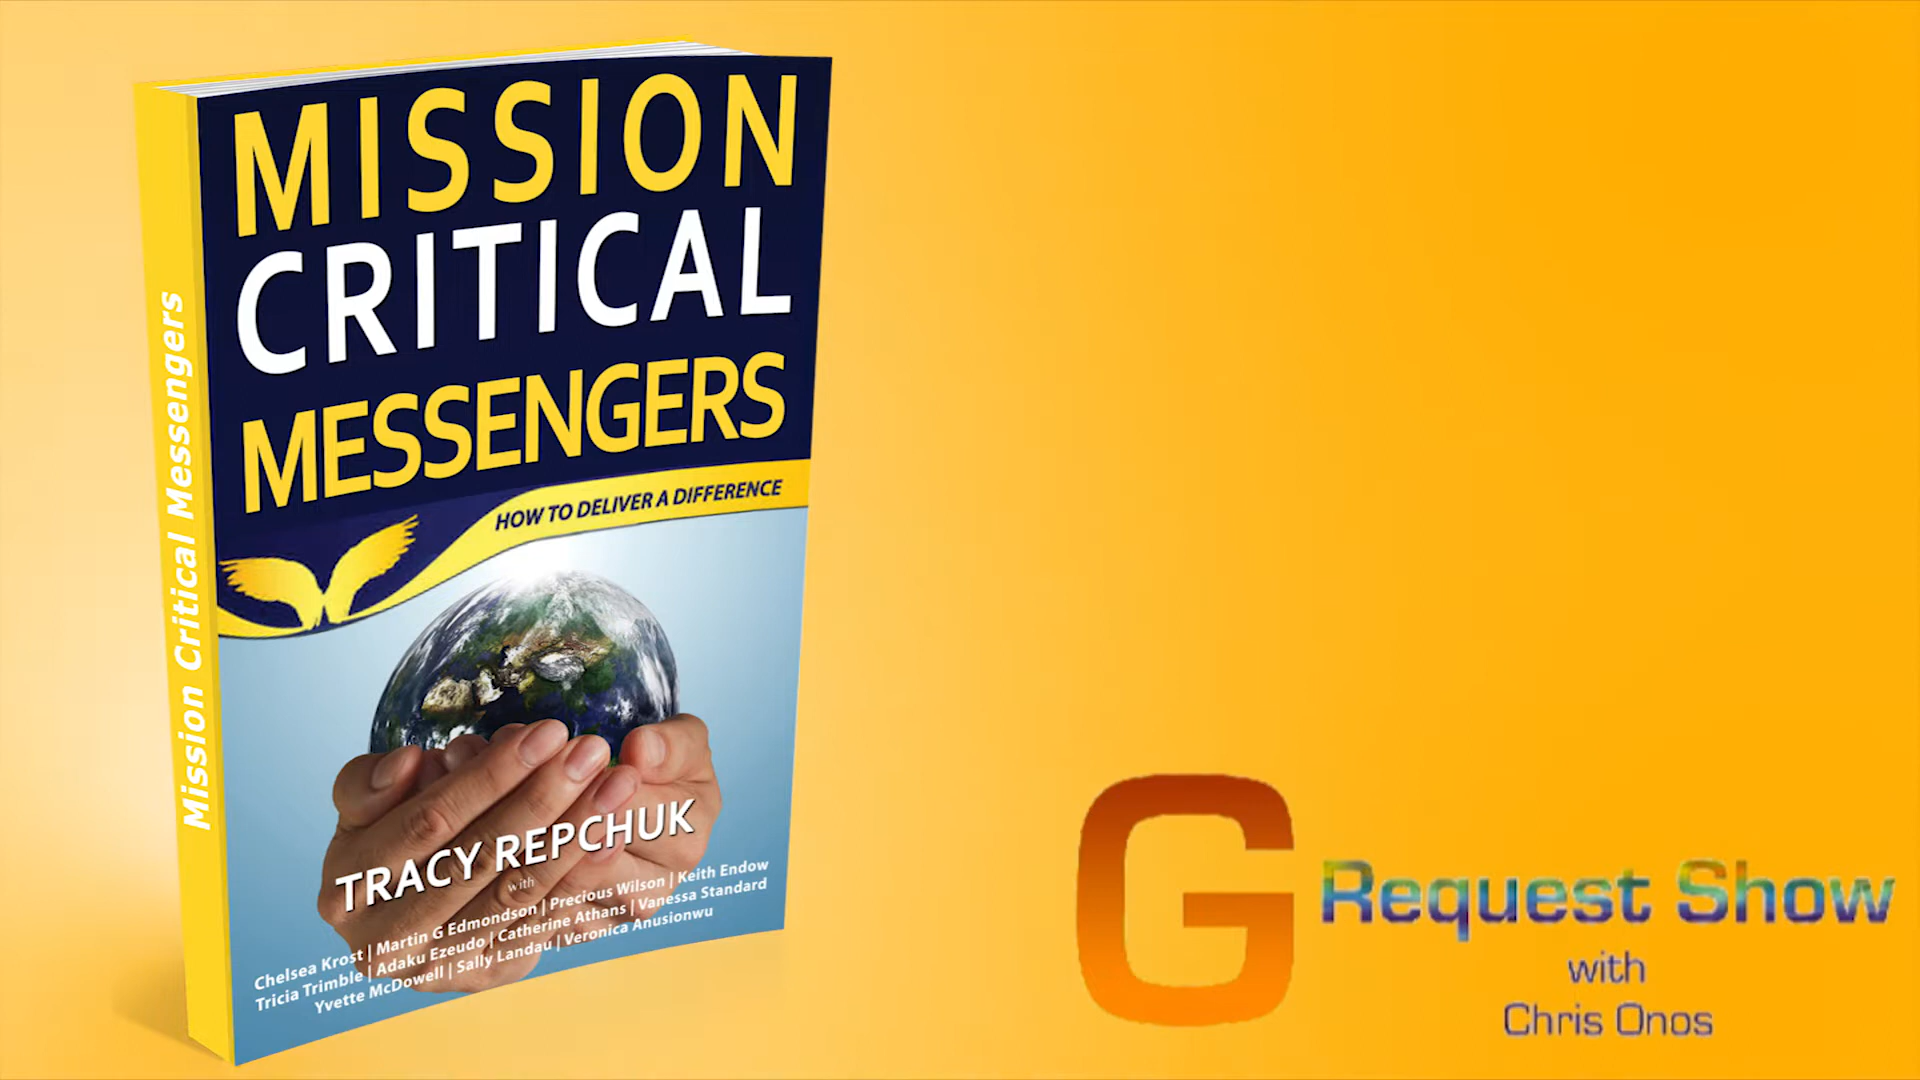 Mission Critical Messengers
MISSION
CRITICAL
MESSENGERS
HOW TO DELIVER A DIFFERENCE
TRACY REPCHUK
with
Chelsea Krost | Martin G Edmondson | Precious Wilson | Keith Endow
Tricia Trimble | Adaku Ezeudo | Catherine Athans | Vanessa Standard
Yvette McDowell | Sally Landau | Veronica Anusionwu
G Request Show
with
Chris Onos